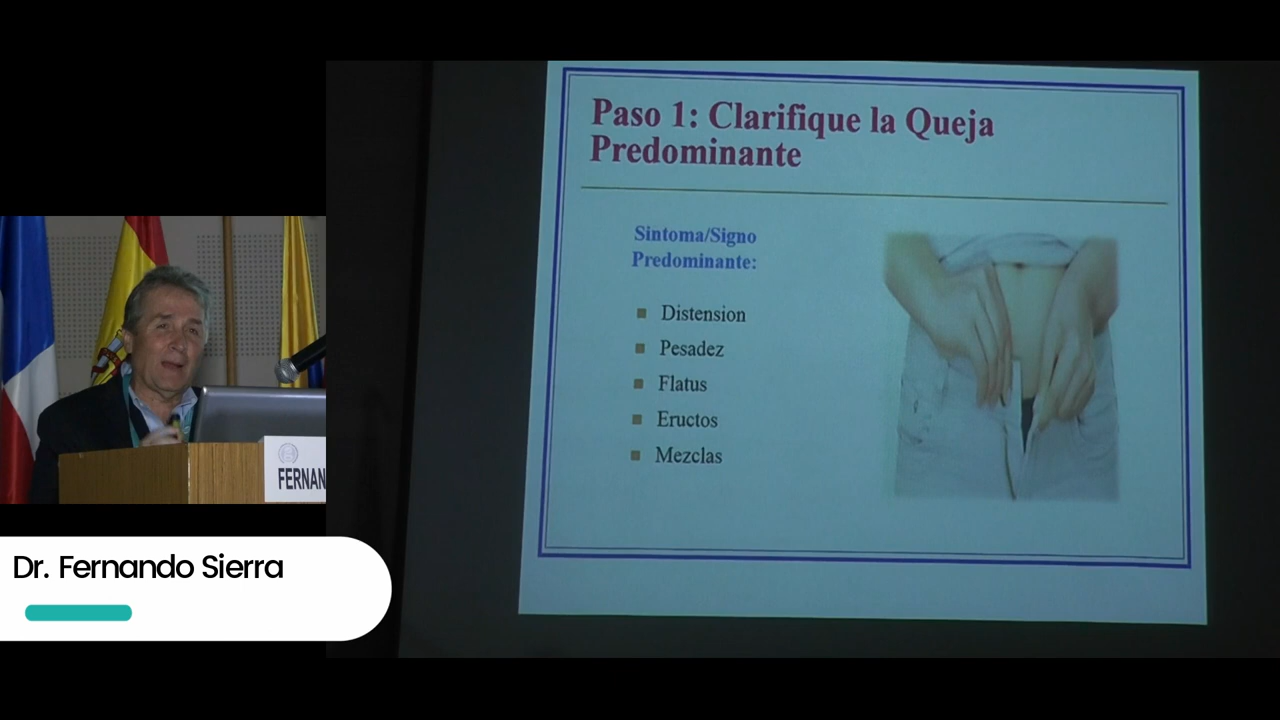 Paso 1: Clarifique la Queja
Predominante
Sintoma/Signo
Predominante:
Distension
Pesadez
Flatus
Eructos
Mezclas
FERNAN
Dr. Fernando Sierra